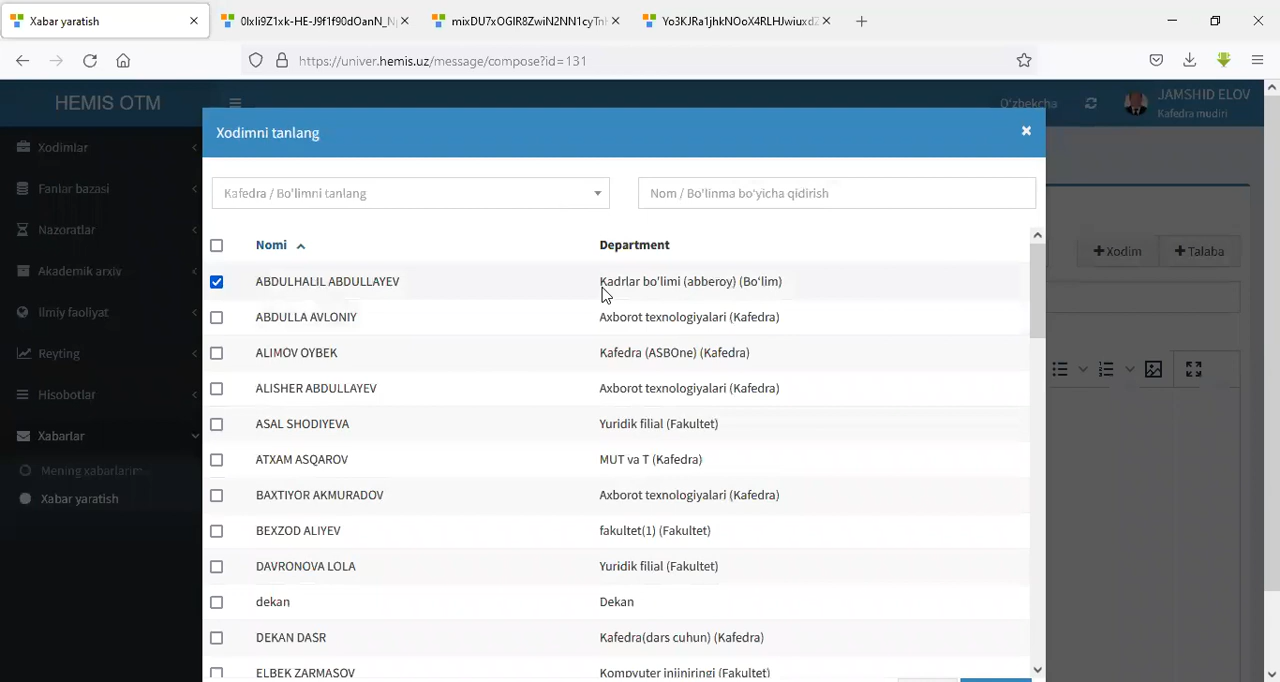 Xabar yaratish
mixDU7xOGlR8ZwiN2NN1cyTn
https://univer.hemis.uz/message/compose?id=131
HEMIS OTM
O'zbekcha
JAMSHID ELOV
Kafedra mudiri
Xodimlar
Fanlar bazasi
Nazoratlar
Akademik arxiv
Ilmiy faoliyat
Reyting
Hisobotlar
Xabarlar
Mening xabarlarim
Xabar yaratish
Xodimni tanlang
Kafedra / Bo'limni tanlang
Nom / Bo'linma bo'yicha qidirish
+Xodim
+Talaba
Nomi Department
ABDULHALIL ABDULLAYEV Kadrlar bo'limi (abberoy) (Bo'lim)
ABDULLA AVLONIY Axborot texnologiyalari (Kafedra)
ALIMOV OYBEK Kafedra (ASBOne) (Kafedra)
ALISHER ABDULLAYEV Axborot texnologiyalari (Kafedra)
ASAL SHODIYEVA Yuridik filial (Fakultet)
ATXAM ASQAROV MUT va T (Kafedra)
BAXTIYOR AKMURADOV Axborot texnologiyalari (Kafedra)
BEXZOD ALIYEV fakultet(1) (Fakultet)
DAVRONOVA LOLA Yuridik filial (Fakultet)
dekan Dekan
DEKAN DASR Kafedra(dars cuhun) (Kafedra)
ELBEK ZARMASOV Kompyuter injiniringi (Fakultet)